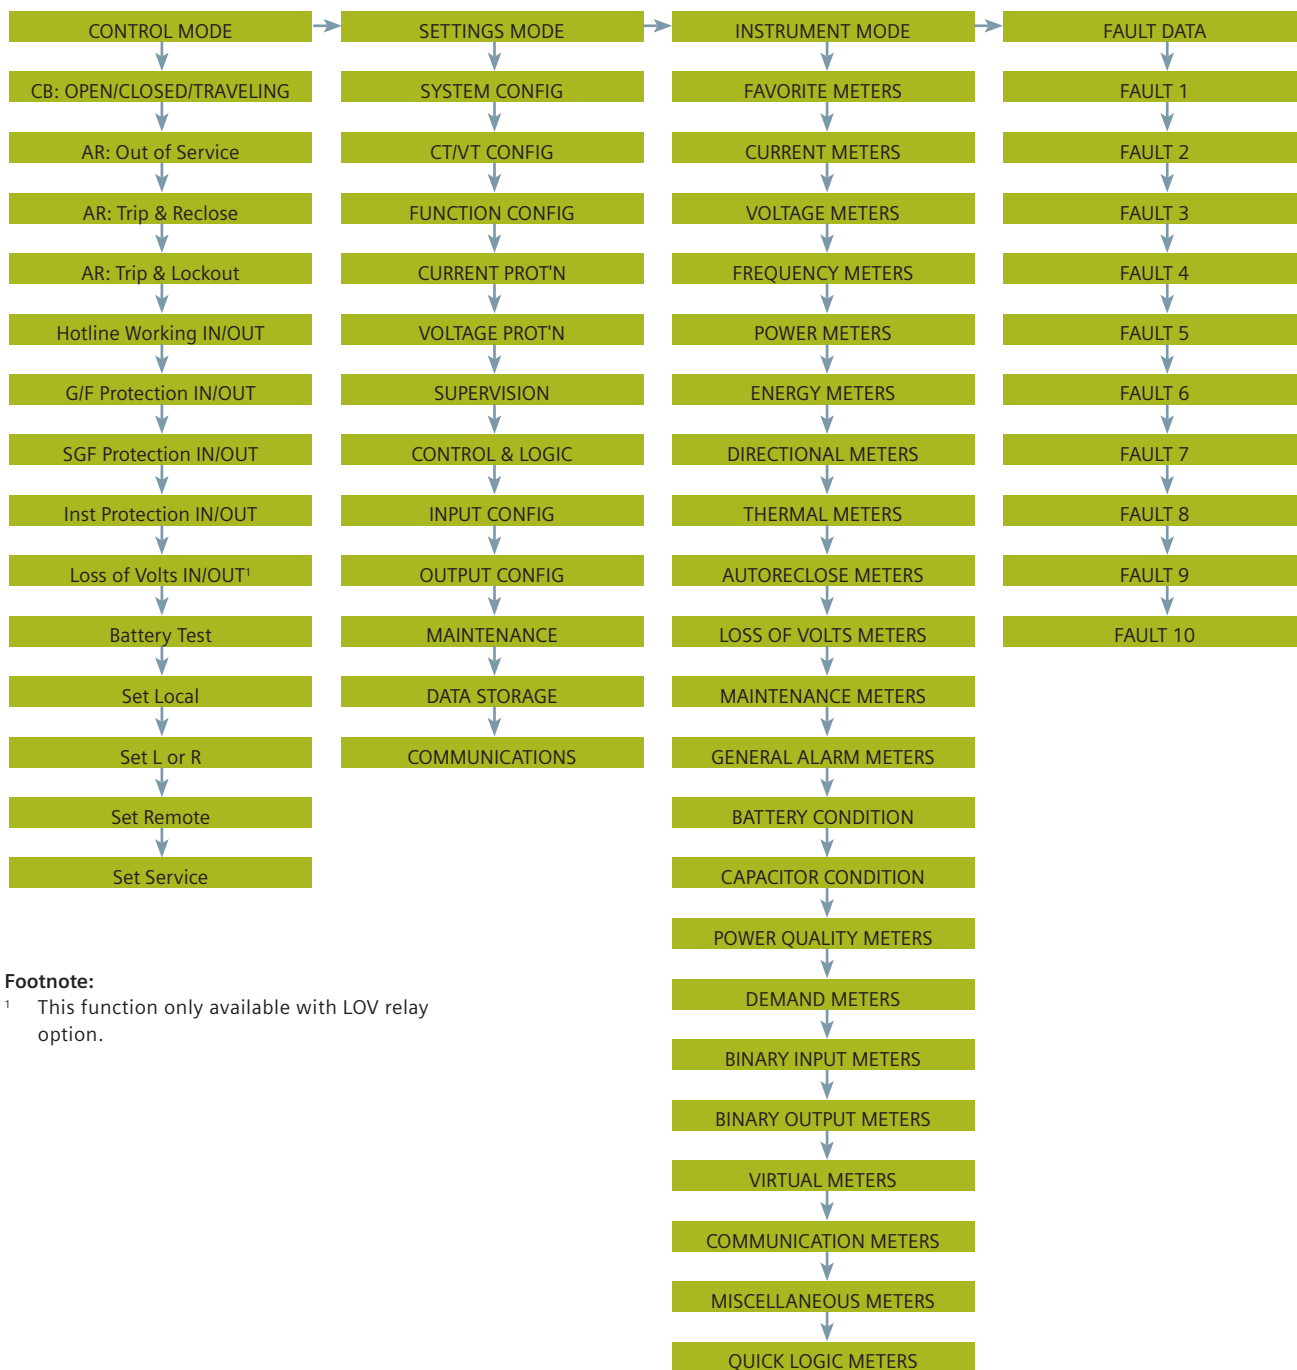 CONTROL MODE
CB: OPEN/CLOSED/TRAVELING
AR: Out of Service
AR: Trip & Reclose
AR: Trip & Lockout
Hotline Working IN/OUT
G/F Protection IN/OUT
SGF Protection IN/OUT
Inst Protection IN/OUT
Loss of Volts IN/OUT¹
Battery Test
Set Local
Set L or R
Set Remote
Set Service
SETTINGS MODE
SYSTEM CONFIG
CT/VT CONFIG
FUNCTION CONFIG
CURRENT PROT'N
VOLTAGE PROT'N
SUPERVISION
CONTROL & LOGIC
INPUT CONFIG
OUTPUT CONFIG
MAINTENANCE
DATA STORAGE
COMMUNICATIONS
INSTRUMENT MODE
FAVORITE METERS
CURRENT METERS
VOLTAGE METERS
FREQUENCY METERS
POWER METERS
ENERGY METERS
DIRECTIONAL METERS
THERMAL METERS
AUTORECLOSE METERS
LOSS OF VOLTS METERS
MAINTENANCE METERS
GENERAL ALARM METERS
BATTERY CONDITION
CAPACITOR CONDITION
POWER QUALITY METERS
DEMAND METERS
BINARY INPUT METERS
BINARY OUTPUT METERS
VIRTUAL METERS
COMMUNICATION METERS
MISCELLANEOUS METERS
QUICK LOGIC METERS
FAULT DATA
FAULT 1
FAULT 2
FAULT 3
FAULT 4
FAULT 5
FAULT 6
FAULT 7
FAULT 8
FAULT 9
FAULT 10
Footnote:
¹ This function only available with LOV relay
option.